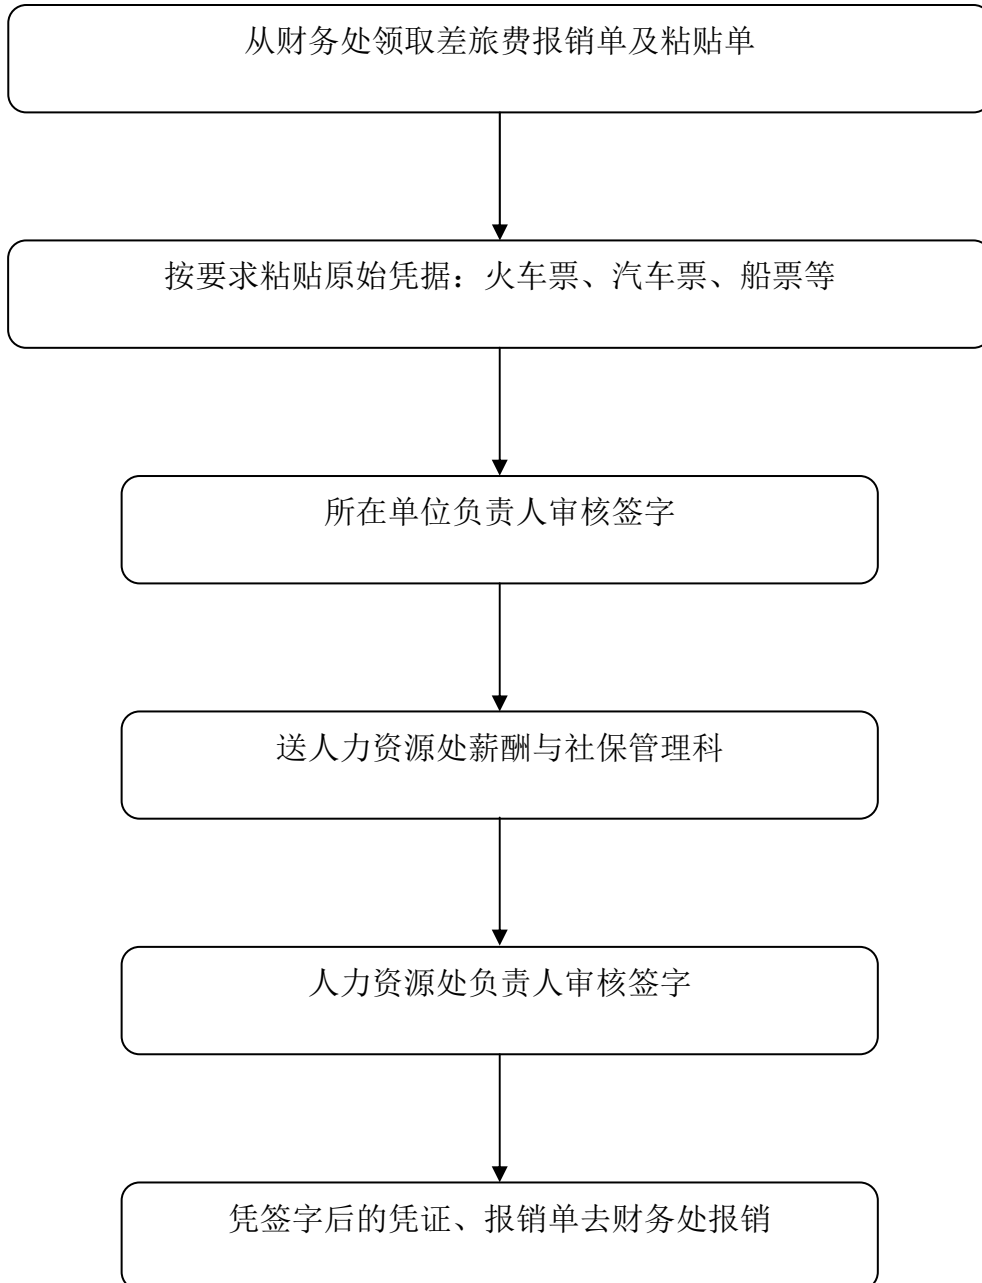 从财务处领取差旅费报销单及粘贴单
按要求粘贴原始凭据：火车票、汽车票、船票等
所在单位负责人审核签字
送人力资源处薪酬与社保管理科
人力资源处负责人审核签字
凭签字后的凭证、报销单去财务处报销